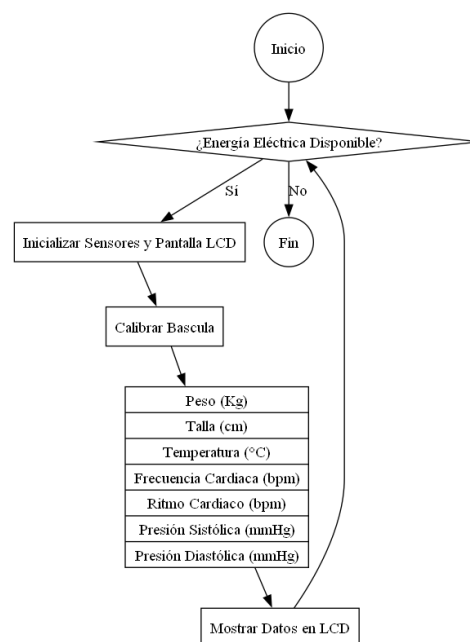 Inicio
¿Energía Eléctrica Disponible?
Sí
No
Inicializar Sensores y Pantalla LCD
Fin
Calibrar Bascula
Peso (Kg)
Talla (cm)
Temperatura (°C)
Frecuencia Cardiaca (bpm)
Ritmo Cardiaco (bpm)
Presión Sistólica (mmHg)
Presión Diastólica (mmHg)
Mostrar Datos en LCD